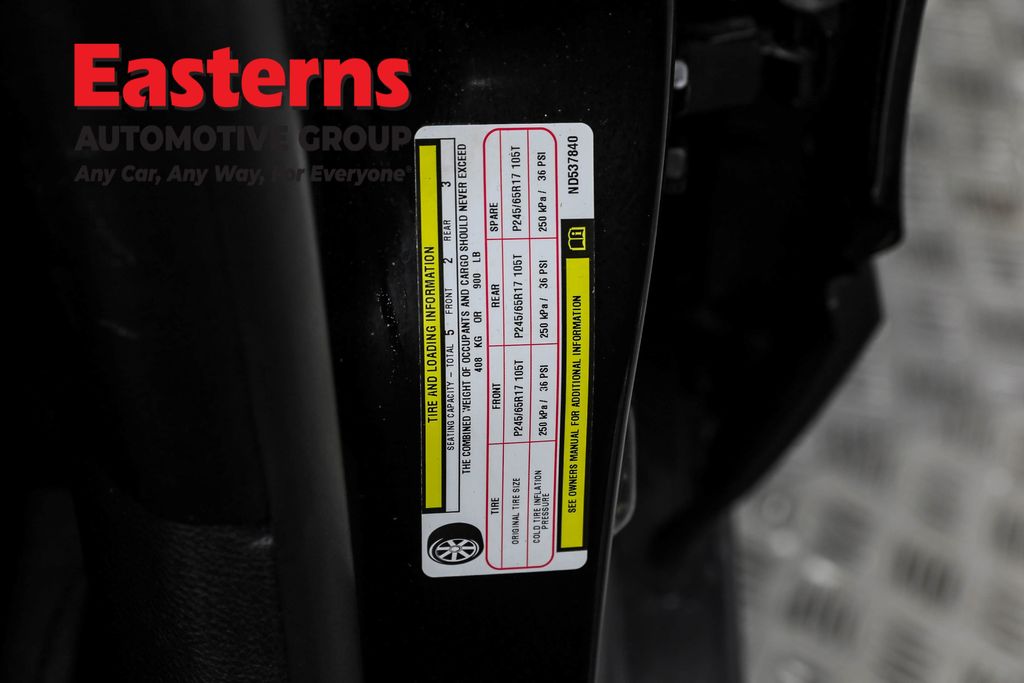 Easterns
AUTOMOTIVE GROUP
Any Car, Any Way, For Everyone®
TIRE AND LOADING INFORMATION
SEATING CAPACITY - TOTAL 5 FRONT 2 REAR 3
THE COMBINED WEIGHT OF OCCUPANTS AND CARGO SHOULD NEVER EXCEED
408 KG OR 900 LB
TIRE FRONT REAR SPARE
ORIGINAL TIRE SIZE P245/65R17 105T P245/65R17 105T P245/65R17 105T
COLD TIRE INFLATION
PRESSURE 250 kPa / 36 PSI 250 kPa / 36 PSI 250 kPa / 36 PSI
SEE OWNERS MANUAL FOR ADDITIONAL INFORMATION
ND537840